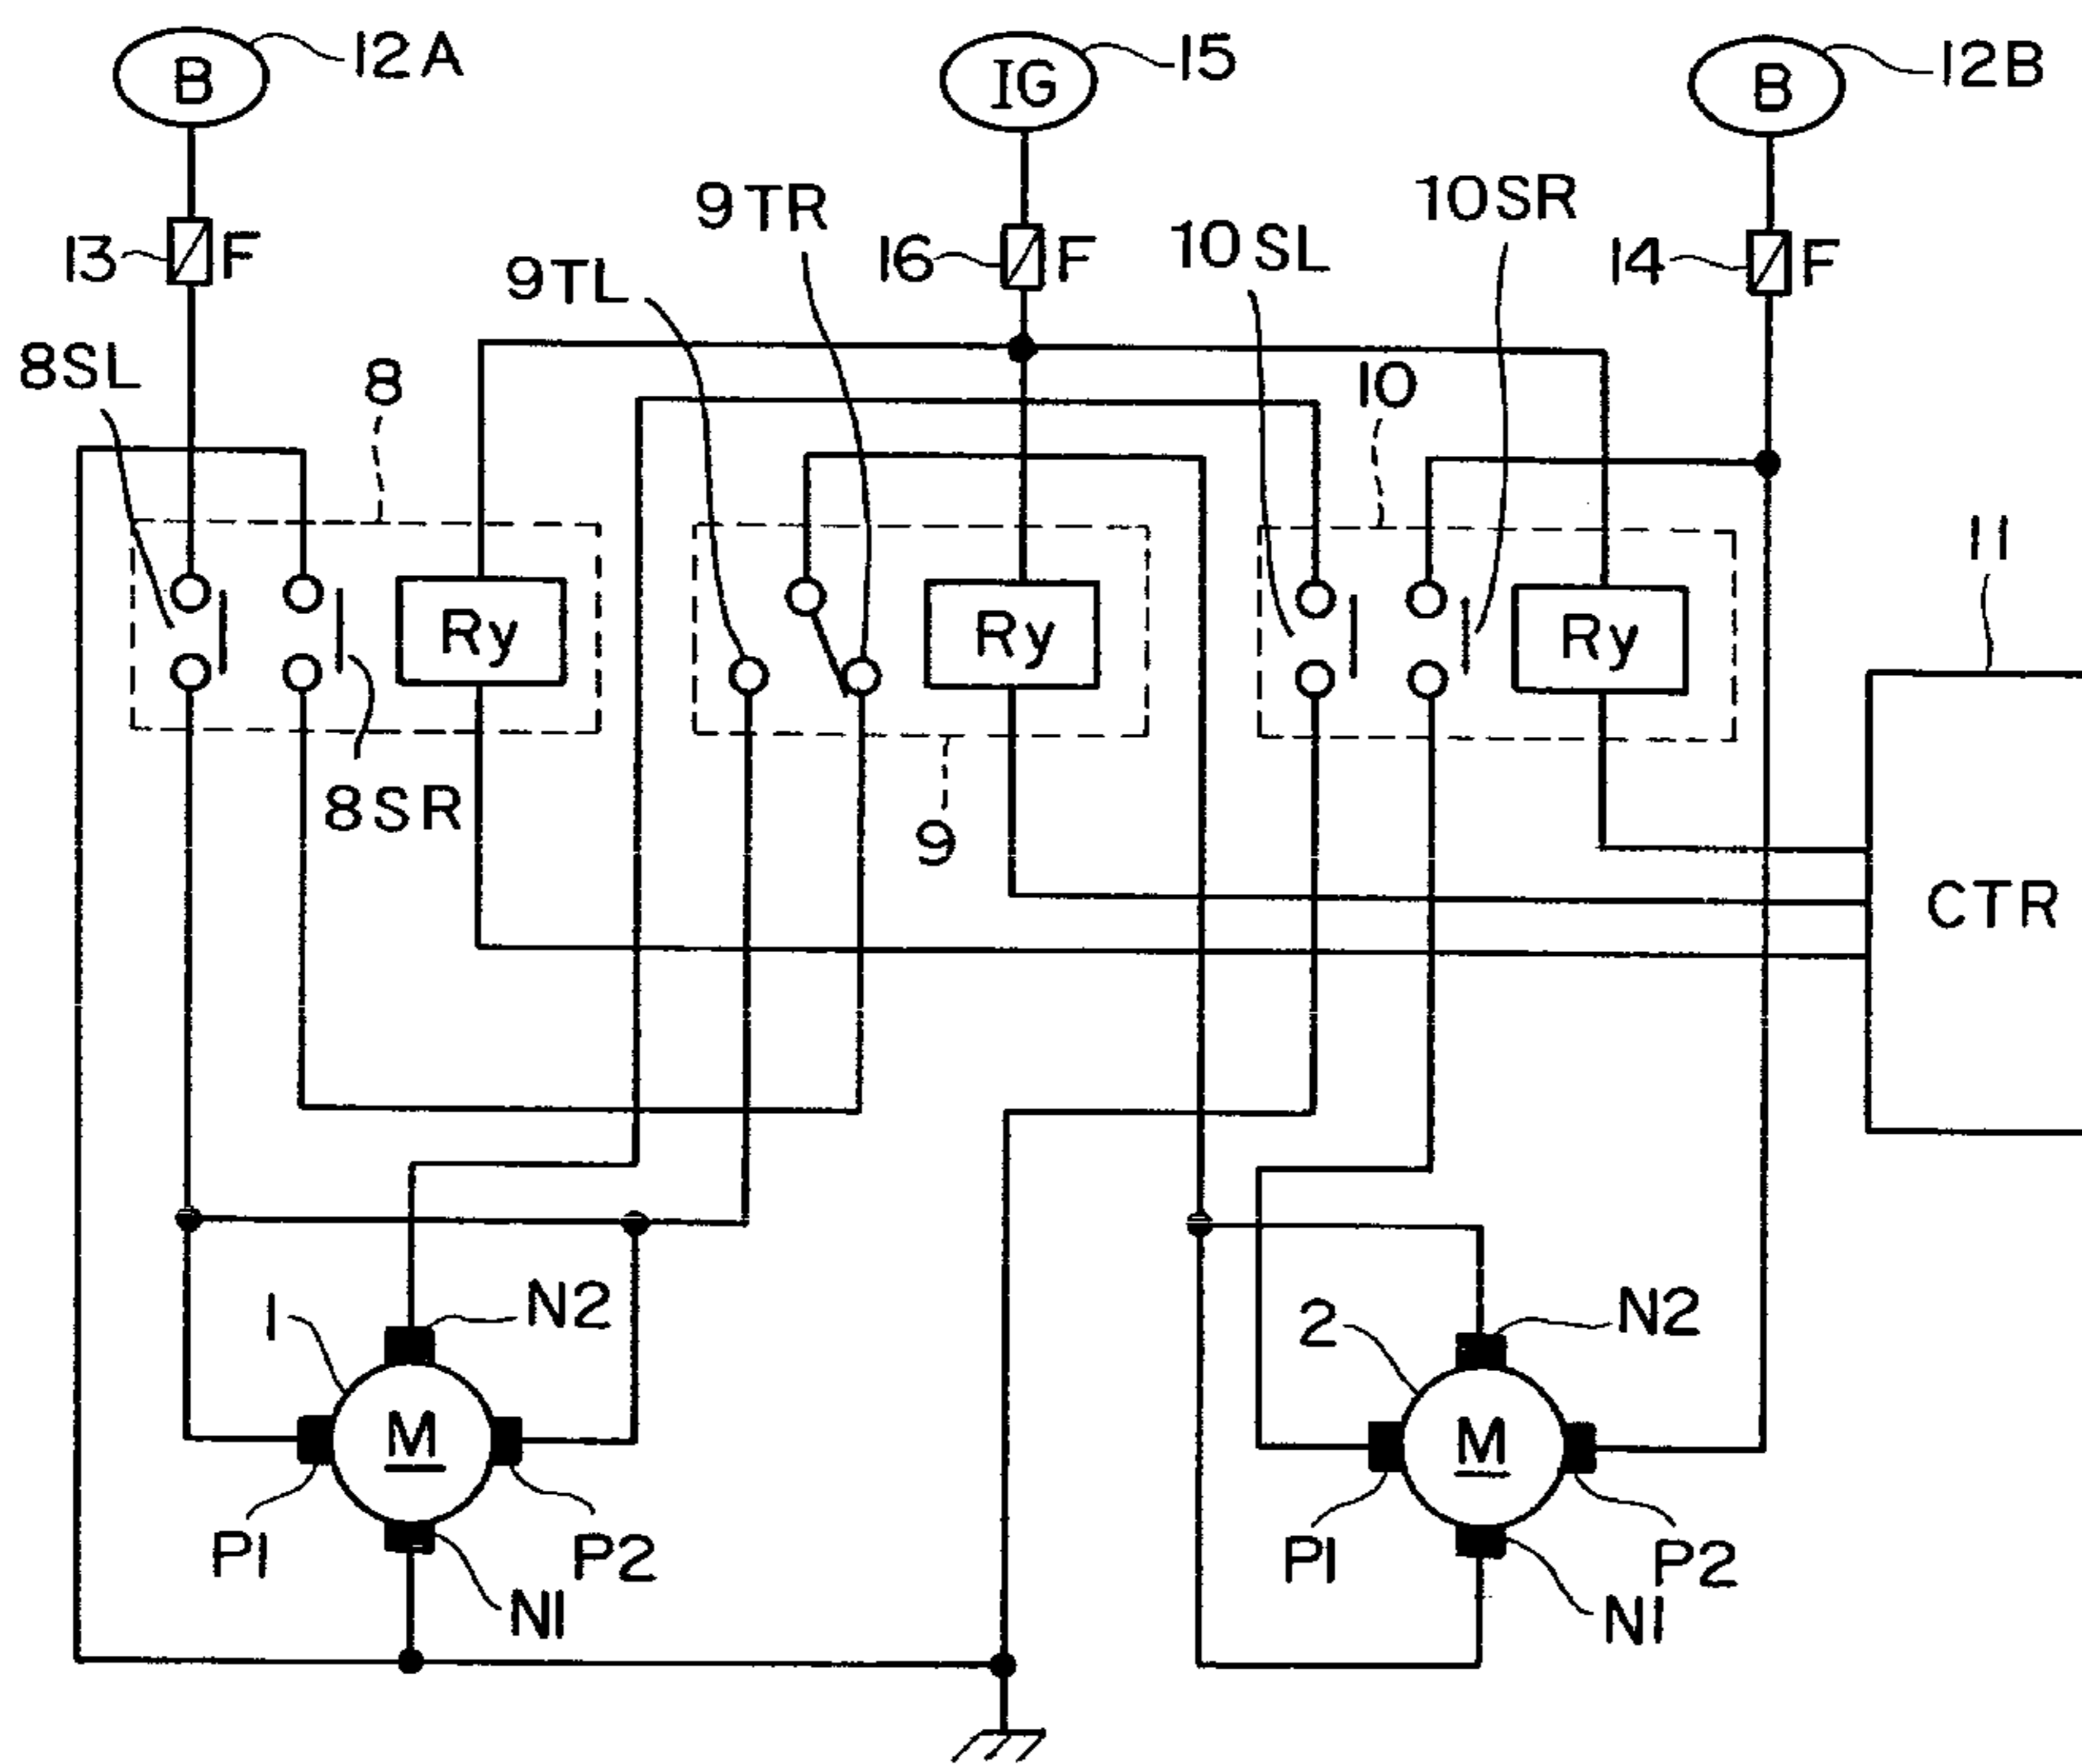 B
12A
IG
15
B
12B
13
F
9TR
16
F
10SL
10SR
14
F
9TL
8SL
8
10
11
Ry
Ry
Ry
8SR
9
CTR
1
N2
2
N2
M
M
P1
P2
N1
P1
P2
N1